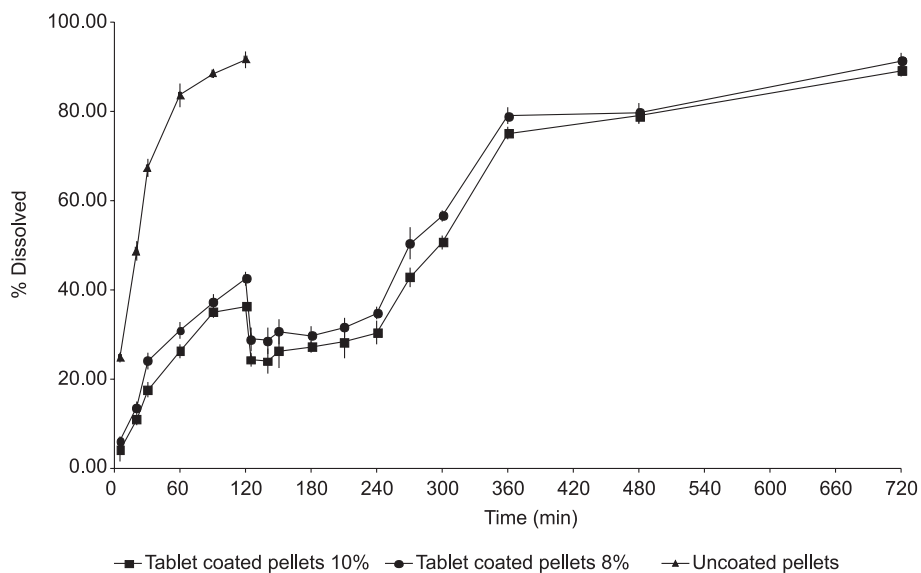 100.00
80.00
60.00
40.00
20.00
0.00
% Dissolved
0 60 120 180 240 300 360 420 480 540 600 660 720
Time (min)
Tablet coated pellets 10% Tablet coated pellets 8% Uncoated pellets